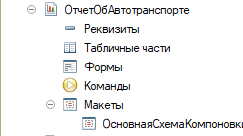 ОтчетОбАвтотранспорте
Реквизиты
Табличные части
Формы
Команды
Макеты
ОсновнаяСхемаКомпоновки